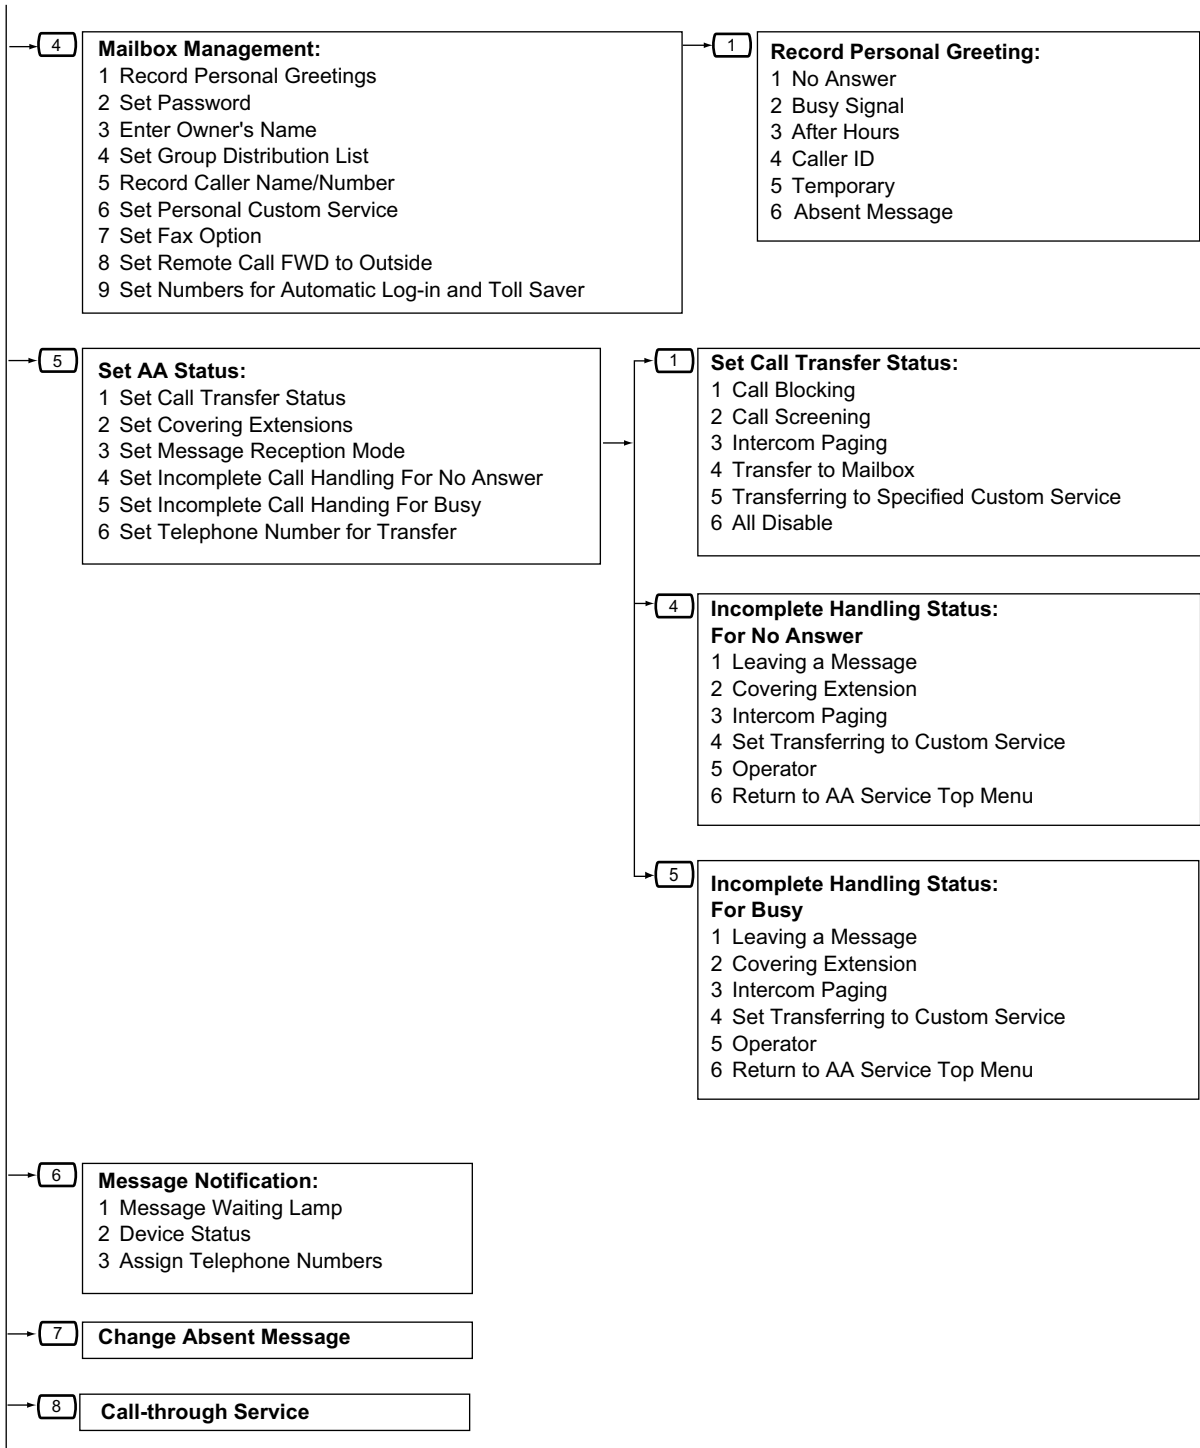 4
Mailbox Management:
1 Record Personal Greetings
2 Set Password
3 Enter Owner's Name
4 Set Group Distribution List
5 Record Caller Name/Number
6 Set Personal Custom Service
7 Set Fax Option
8 Set Remote Call FWD to Outside
9 Set Numbers for Automatic Log-in and Toll Saver
1
Record Personal Greeting:
1 No Answer
2 Busy Signal
3 After Hours
4 Caller ID
5 Temporary
6 Absent Message
5
Set AA Status:
1 Set Call Transfer Status
2 Set Covering Extensions
3 Set Message Reception Mode
4 Set Incomplete Call Handling For No Answer
5 Set Incomplete Call Handing For Busy
6 Set Telephone Number for Transfer
1
Set Call Transfer Status:
1 Call Blocking
2 Call Screening
3 Intercom Paging
4 Transfer to Mailbox
5 Transferring to Specified Custom Service
6 All Disable
4
Incomplete Handling Status:
For No Answer
1 Leaving a Message
2 Covering Extension
3 Intercom Paging
4 Set Transferring to Custom Service
5 Operator
6 Return to AA Service Top Menu
5
Incomplete Handling Status:
For Busy
1 Leaving a Message
2 Covering Extension
3 Intercom Paging
4 Set Transferring to Custom Service
5 Operator
6 Return to AA Service Top Menu
6
Message Notification:
1 Message Waiting Lamp
2 Device Status
3 Assign Telephone Numbers
7
Change Absent Message
8
Call-through Service